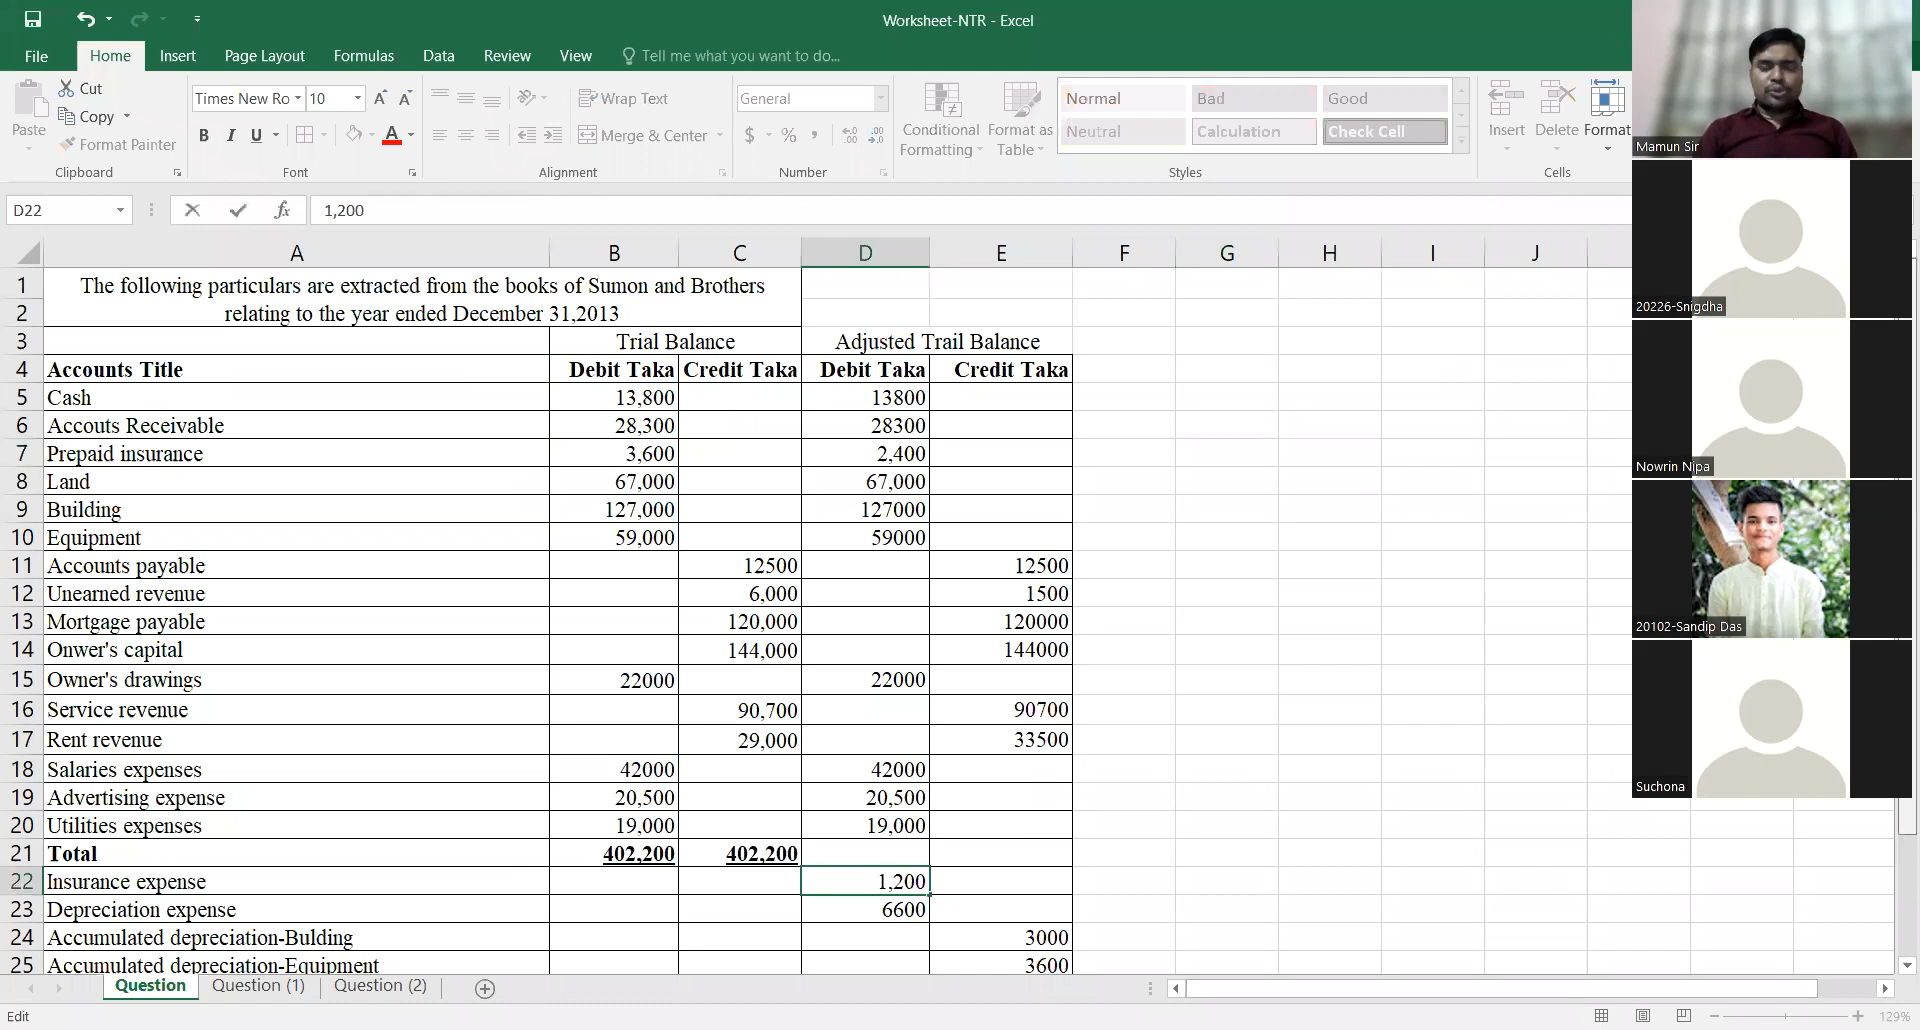 Worksheet-NTR - Excel
File Home Insert Page Layout Formulas Data Review View Tell me what you want to do...
Paste
Cut
Copy
Format Painter
Clipboard
Times New Ro 10
B I U A
Font
Wrap Text
Merge & Center
Alignment
General
$ % ,
Number
Conditional Formatting
Format as Table
Normal Bad Good
Neutral Calculation Check Cell
Styles
Insert Delete Format
Cells
D22 fx 1,200
A B C D E F G H I J
1 The following particulars are extracted from the books of Sumon and Brothers
2 relating to the year ended December 31,2013
3 Trial Balance Adjusted Trail Balance
4 Accounts Title Debit Taka Credit Taka Debit Taka Credit Taka
5 Cash 13,800 13800
6 Accouts Receivable 28,300 28300
7 Prepaid insurance 3,600 2,400
8 Land 67,000 67,000
9 Building 127,000 127000
10 Equipment 59,000 59000
11 Accounts payable 12500 12500
12 Unearned revenue 6,000 1500
13 Mortgage payable 120,000 120000
14 Onwer's capital 144,000 144000
15 Owner's drawings 22000 22000
16 Service revenue 90,700 90700
17 Rent revenue 29,000 33500
18 Salaries expenses 42000 42000
19 Advertising expense 20,500 20,500
20 Utilities expenses 19,000 19,000
21 Total 402,200 402,200
22 Insurance expense 1,200
23 Depreciation expense 6600
24 Accumulated depreciation-Bulding 3000
25 Accumulated depreciation-Equipment 3600
Question Question (1) Question (2)
Edit 129%
Mamun Sir
20226-Snigdha
Nowrin Nipa
20102-Sandip Das
Suchona